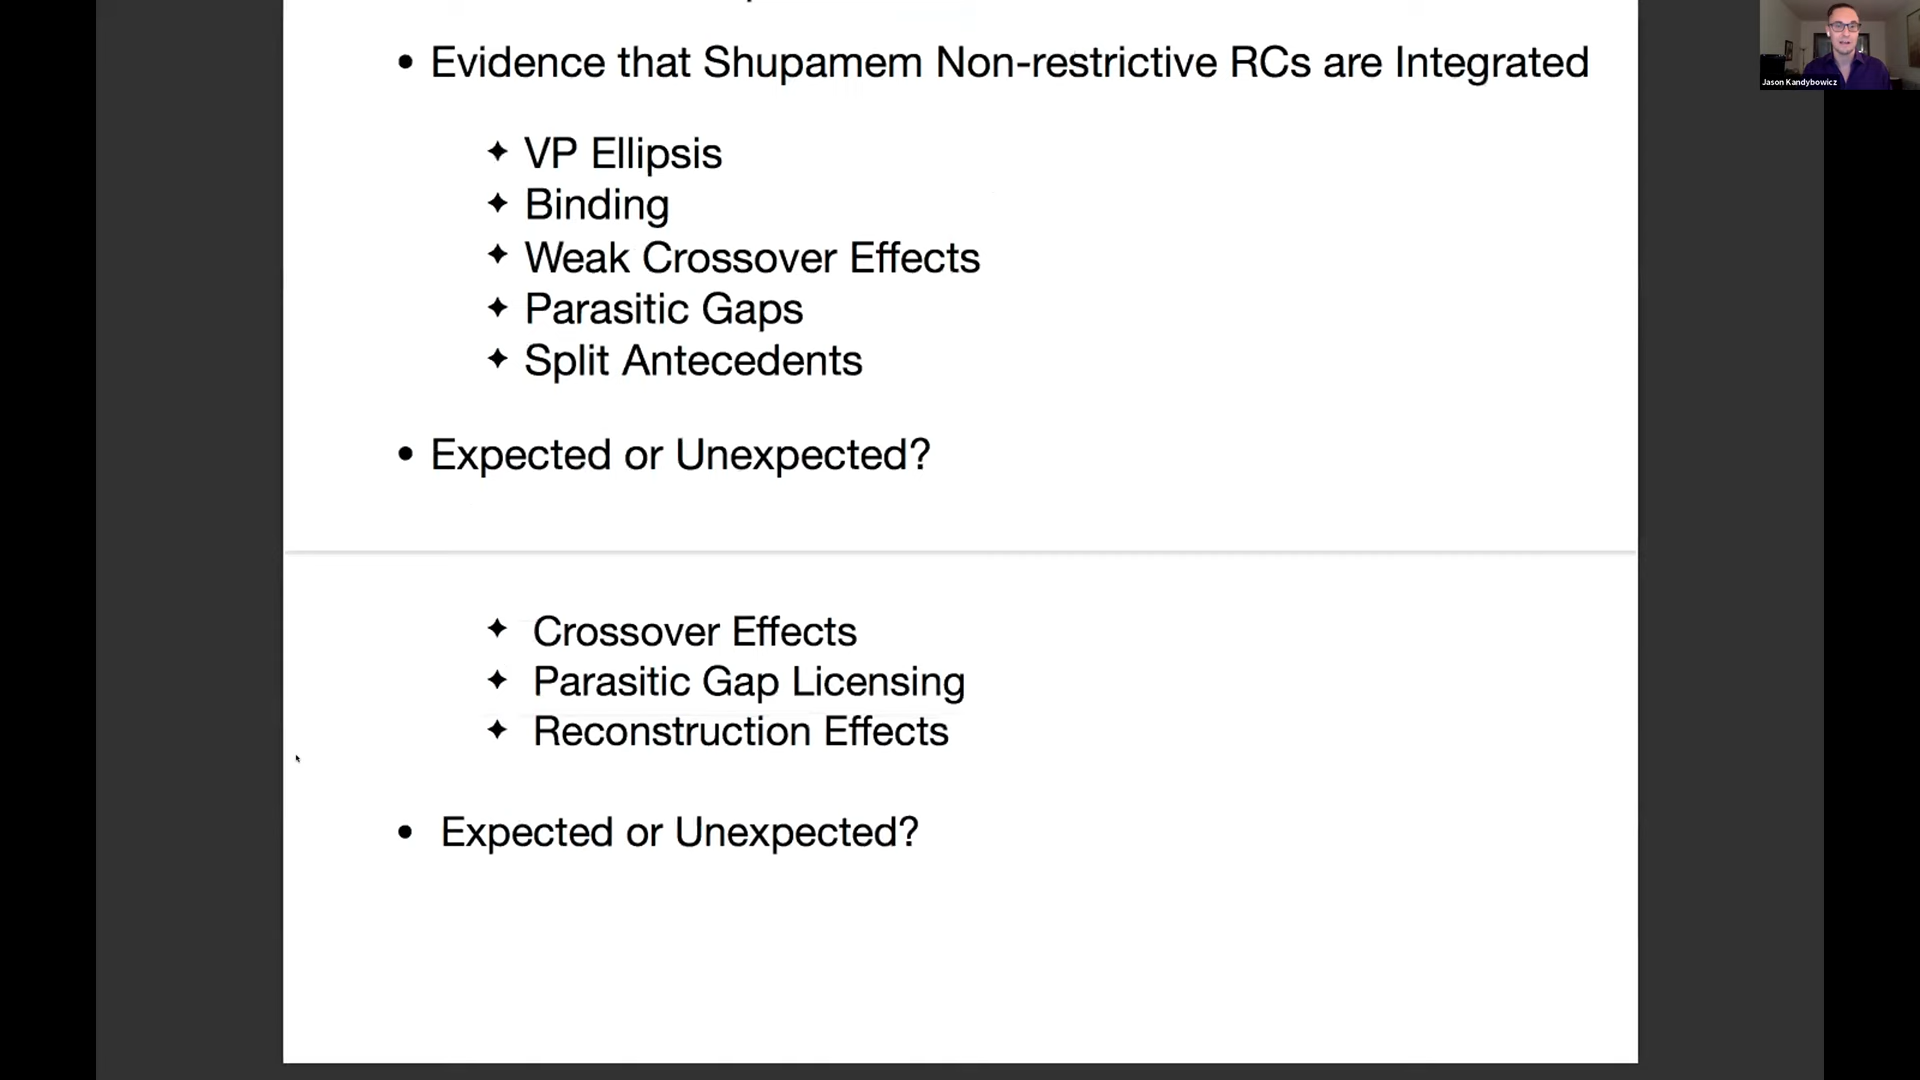 • Evidence that Shupamem Non-restrictive RCs are Integrated
✦ VP Ellipsis
✦ Binding
✦ Weak Crossover Effects
✦ Parasitic Gaps
✦ Split Antecedents
• Expected or Unexpected?
✦ Crossover Effects
✦ Parasitic Gap Licensing
✦ Reconstruction Effects
• Expected or Unexpected?
Jason Kandybowicz